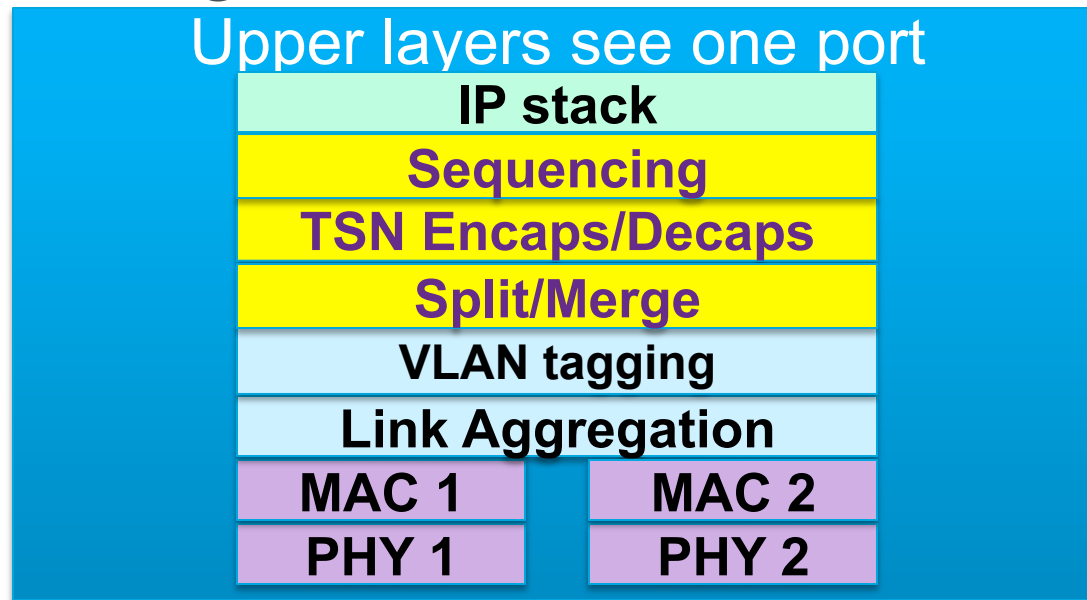 Upper layers see one port
IP stack
Sequencing
TSN Encaps/Decaps
Split/Merge
VLAN tagging
Link Aggregation
MAC 1 MAC 2
PHY 1 PHY 2